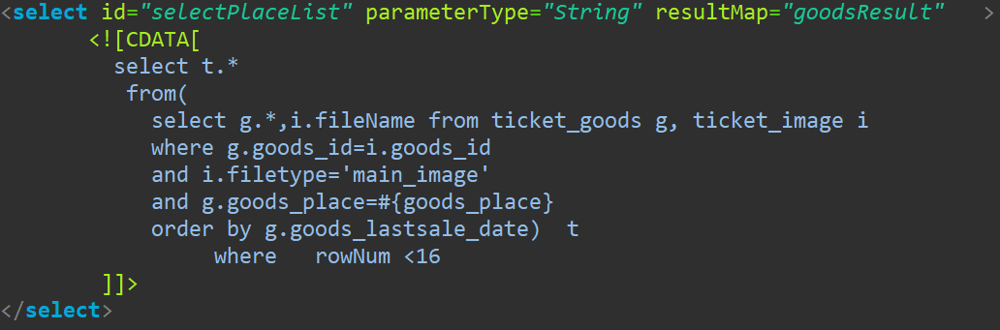 <select id="selectPlaceList" parameterType="String" resultMap="goodsResult"   >
       <![CDATA[
         select t.*
          from(
            select g.*,i.fileName from ticket_goods g, ticket_image i
            where g.goods_id=i.goods_id
            and i.filetype='main_image'
            and g.goods_place=#{goods_place}
            order by g.goods_lastsale_date)  t
                 where   rowNum <16
        ]]>
</select>